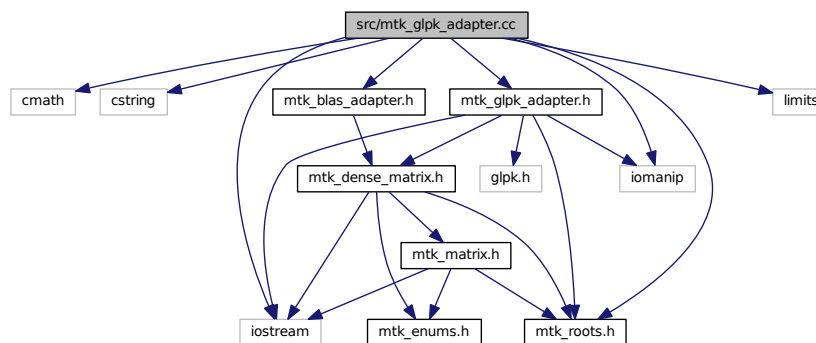 src/mtk_glpk_adapter.cc
cmath
cstring
mtk_blas_adapter.h
mtk_glpk_adapter.h
limits
mtk_dense_matrix.h
glpk.h
iomanip
mtk_matrix.h
iostream
mtk_enums.h
mtk_roots.h